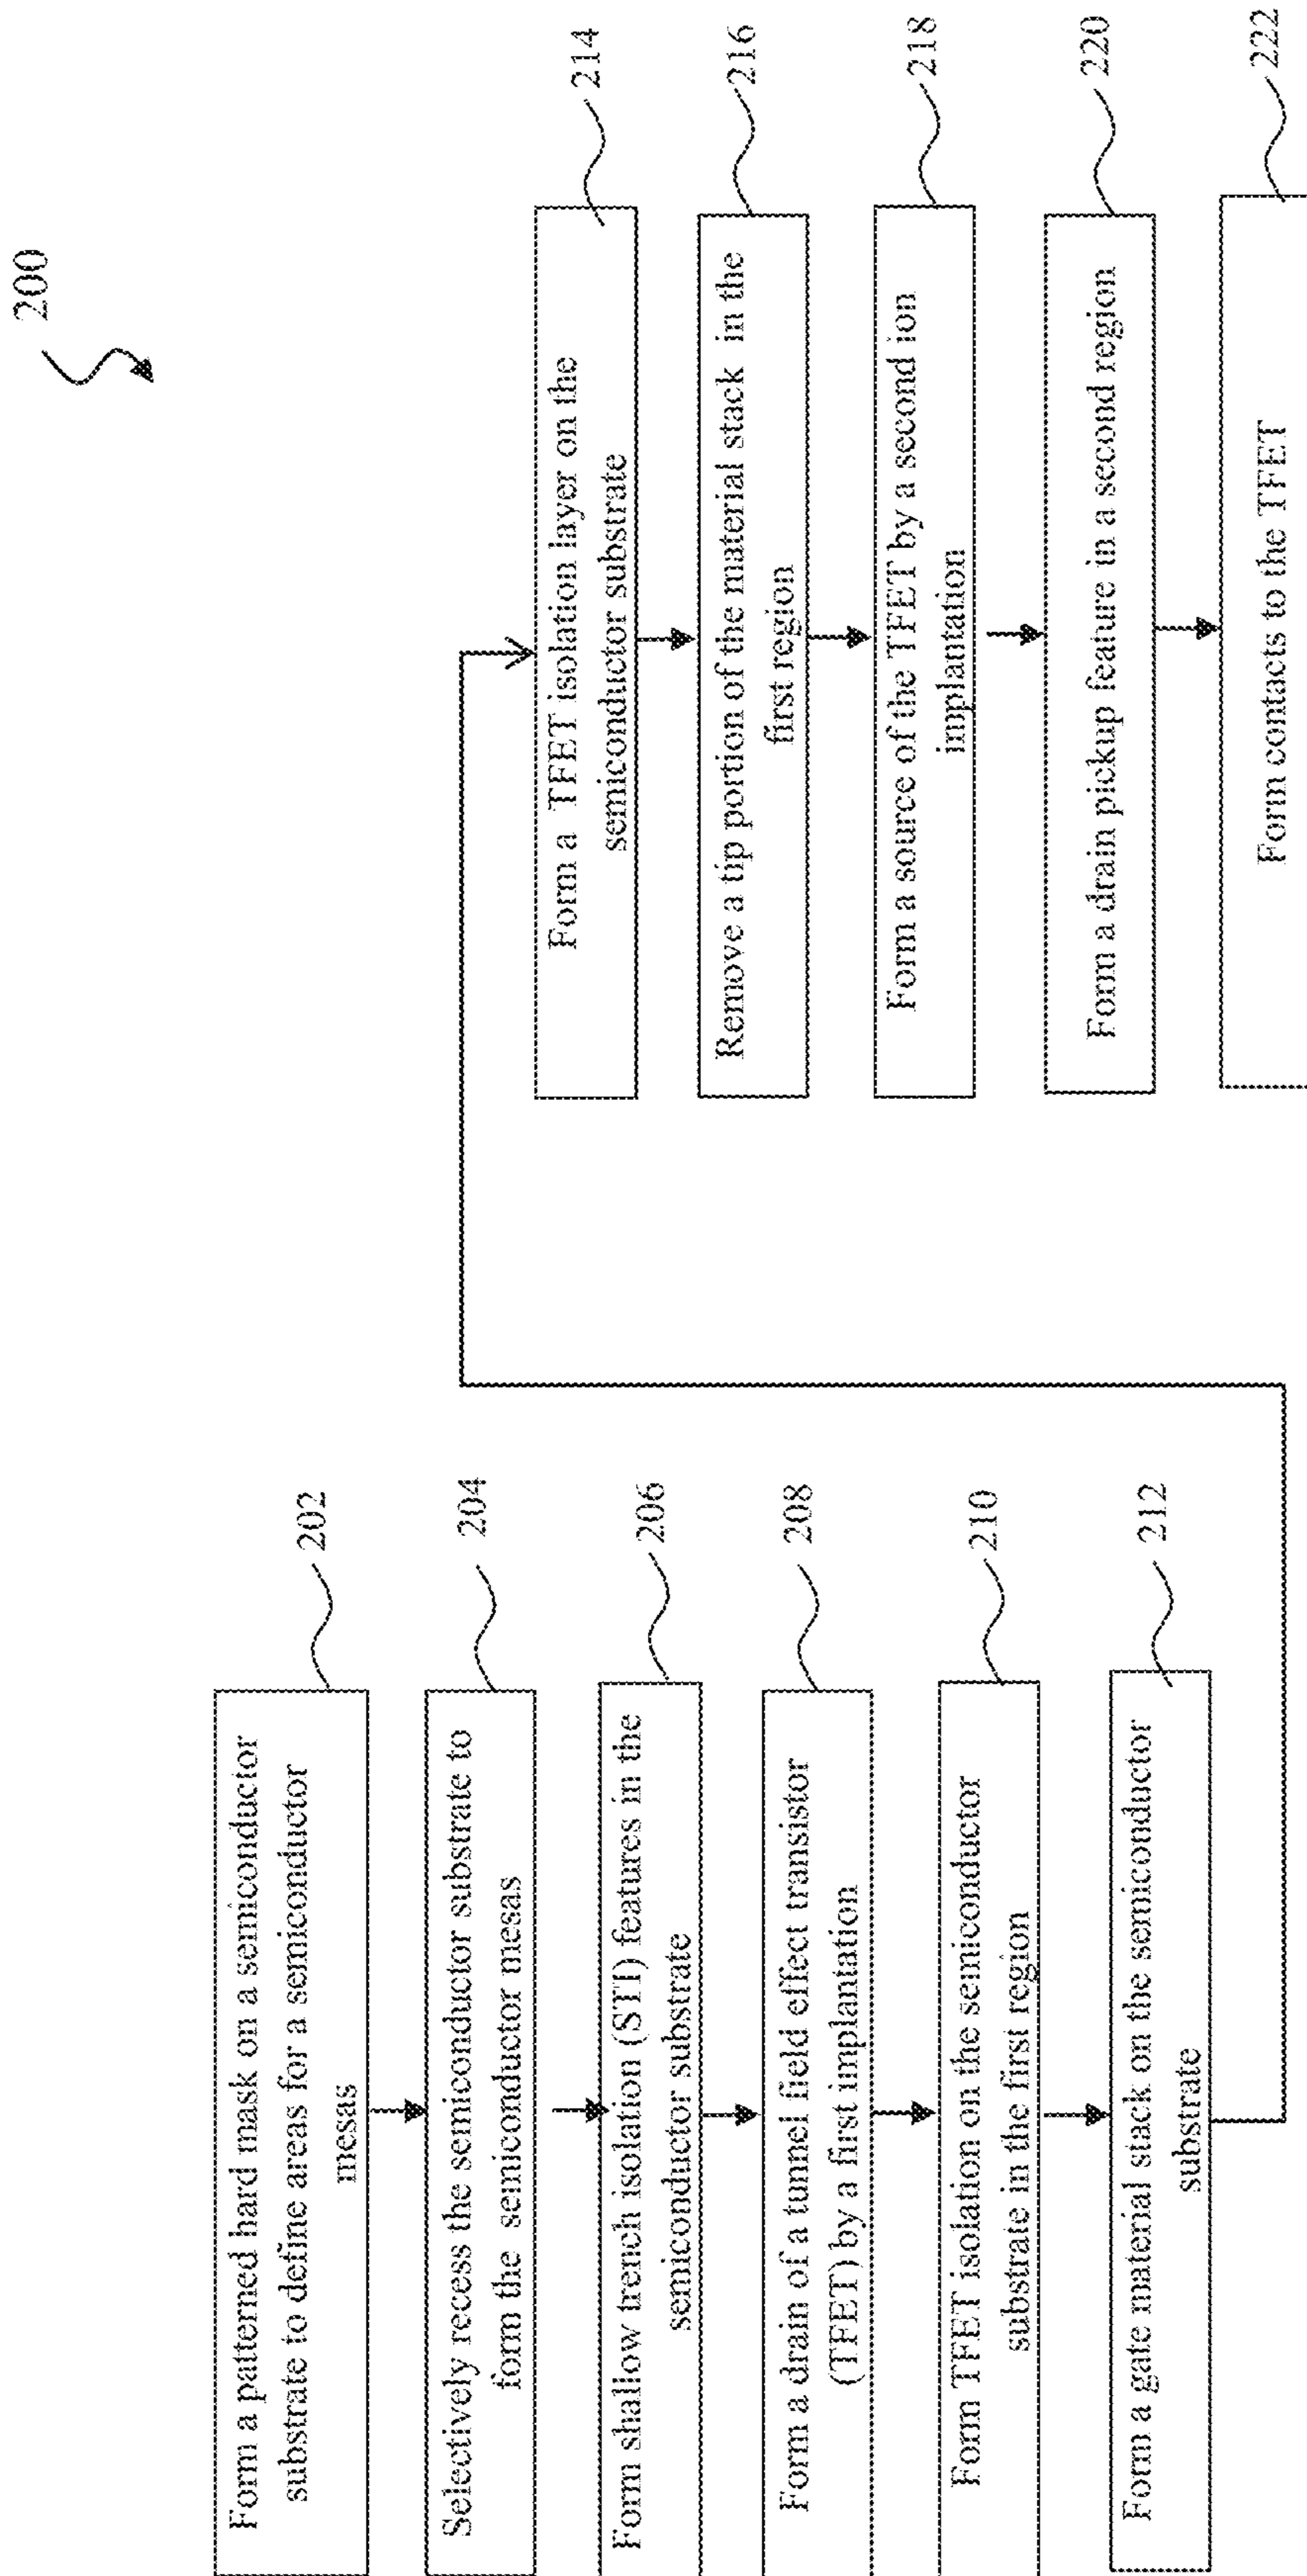 200
Form a patterned hard mask on a semiconductor
substrate to define areas for a semiconductor
mesas
202
Selectively recess the semiconductor substrate to
form the semiconductor mesas
204
Form shallow trench isolation (STI) features in the
semiconductor substrate
206
Form a drain of a tunnel field effect transistor
(TFET) by a first implantation
208
Form TFET isolation on the semiconductor
substrate in the first region
210
Form a gate material stack on the semiconductor
substrate
212
Form a TFET isolation layer on the
semiconductor substrate
214
Remove a tip portion of the material stack in the
first region
216
Form a source of the TFET by a second ion
implantation
218
Form a drain pickup feature in a second region
220
Form contacts to the TFET
222